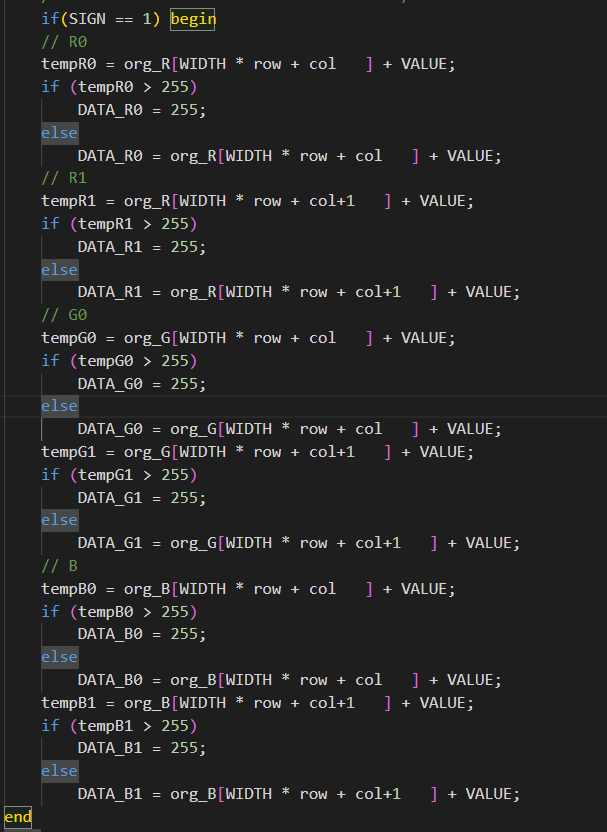 if(SIGN == 1) begin
// R0
tempR0 = org_R[WIDTH * row + col   ] + VALUE;
if (tempR0 > 255)
    DATA_R0 = 255;
else
    DATA_R0 = org_R[WIDTH * row + col   ] + VALUE;
// R1
tempR1 = org_R[WIDTH * row + col+1   ] + VALUE;
if (tempR1 > 255)
    DATA_R1 = 255;
else
    DATA_R1 = org_R[WIDTH * row + col+1   ] + VALUE;
// G0
tempG0 = org_G[WIDTH * row + col   ] + VALUE;
if (tempG0 > 255)
    DATA_G0 = 255;
else
    DATA_G0 = org_G[WIDTH * row + col   ] + VALUE;
tempG1 = org_G[WIDTH * row + col+1   ] + VALUE;
if (tempG1 > 255)
    DATA_G1 = 255;
else
    DATA_G1 = org_G[WIDTH * row + col+1   ] + VALUE;
// B
tempB0 = org_B[WIDTH * row + col   ] + VALUE;
if (tempB0 > 255)
    DATA_B0 = 255;
else
    DATA_B0 = org_B[WIDTH * row + col   ] + VALUE;
tempB1 = org_B[WIDTH * row + col+1   ] + VALUE;
if (tempB1 > 255)
    DATA_B1 = 255;
else
    DATA_B1 = org_B[WIDTH * row + col+1   ] + VALUE;
end